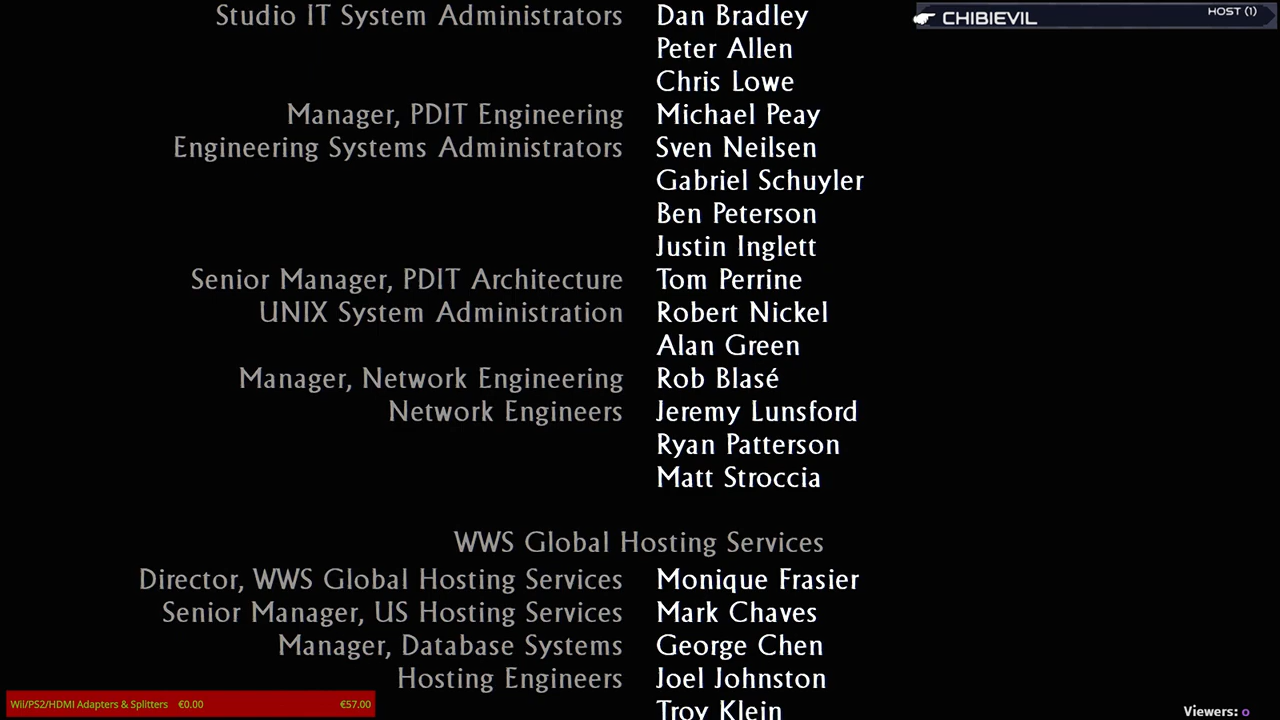 Studio IT System Administrators Dan Bradley
CHIBIEVIL HOST (1)
Peter Allen
Chris Lowe
Manager, PDIT Engineering Michael Peay
Engineering Systems Administrators Sven Neilsen
Gabriel Schuyler
Ben Peterson
Justin Inglett
Senior Manager, PDIT Architecture Tom Perrine
UNIX System Administration Robert Nickel
Alan Green
Manager, Network Engineering Rob Blasé
Network Engineers Jeremy Lunsford
Ryan Patterson
Matt Stroccia
WWS Global Hosting Services
Director, WWS Global Hosting Services Monique Frasier
Senior Manager, US Hosting Services Mark Chaves
Manager, Database Systems George Chen
Hosting Engineers Joel Johnston
Troy Klein
Wii/PS2/HDMI Adapters & Splitters €0.00 €57.00
Viewers: 0